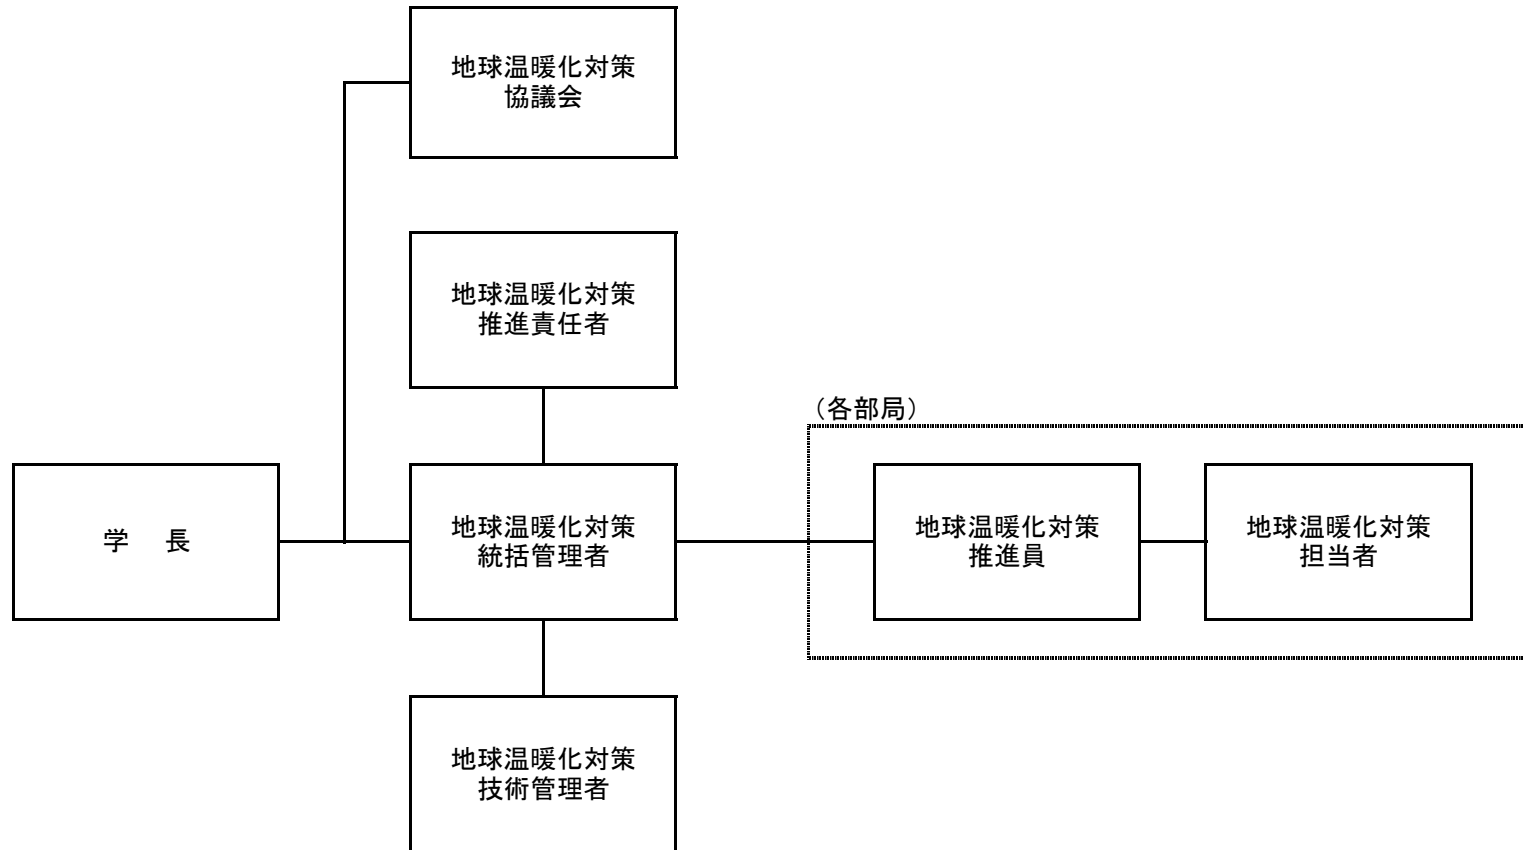 地球温暖化対策
協議会
地球温暖化対策
推進責任者
（各部局）
学　長
地球温暖化対策
統括管理者
地球温暖化対策
推進員
地球温暖化対策
担当者
地球温暖化対策
技術管理者